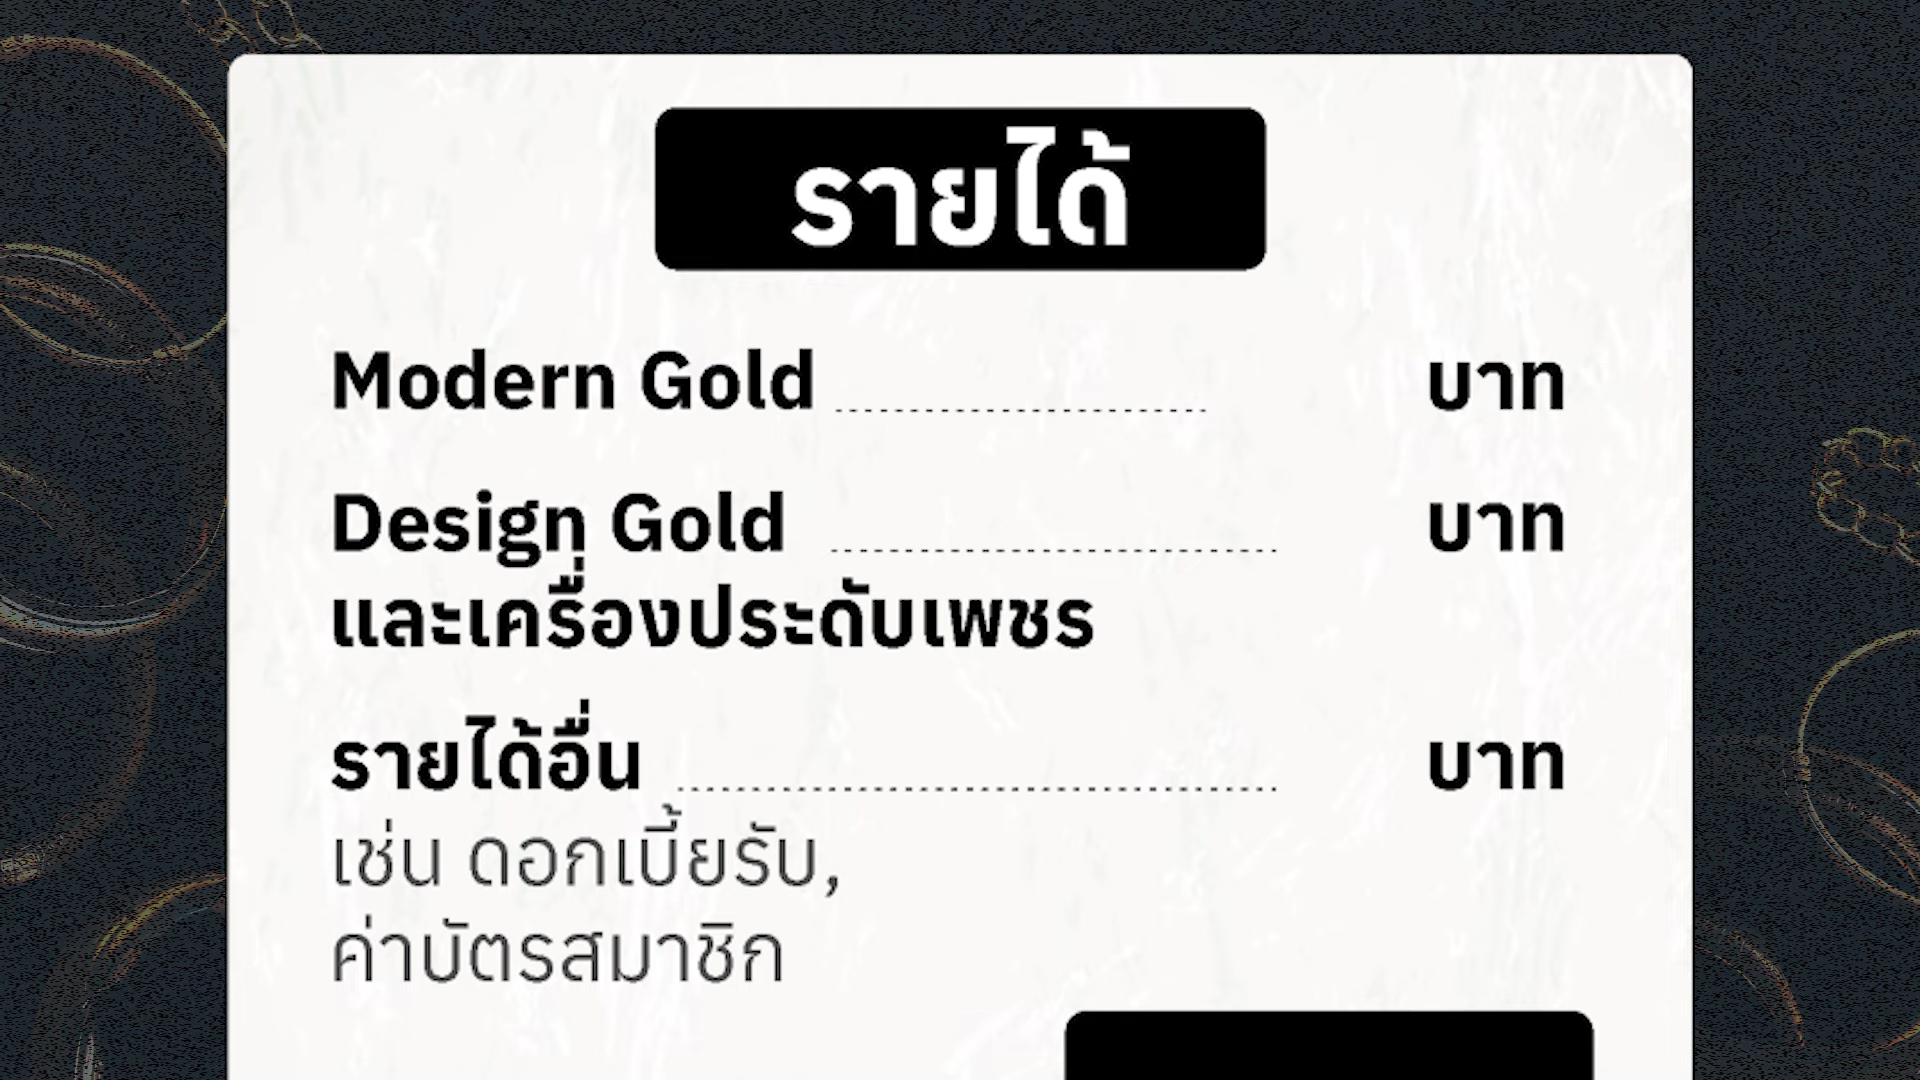 รายได้
Modern Gold ........................ บาท
Design Gold ........................ บาท
และเครื่องประดับเพชร
รายได้อื่น ........................ บาท
เช่น ดอกเบี้ยรับ,
ค่าบัตรสมาชิก